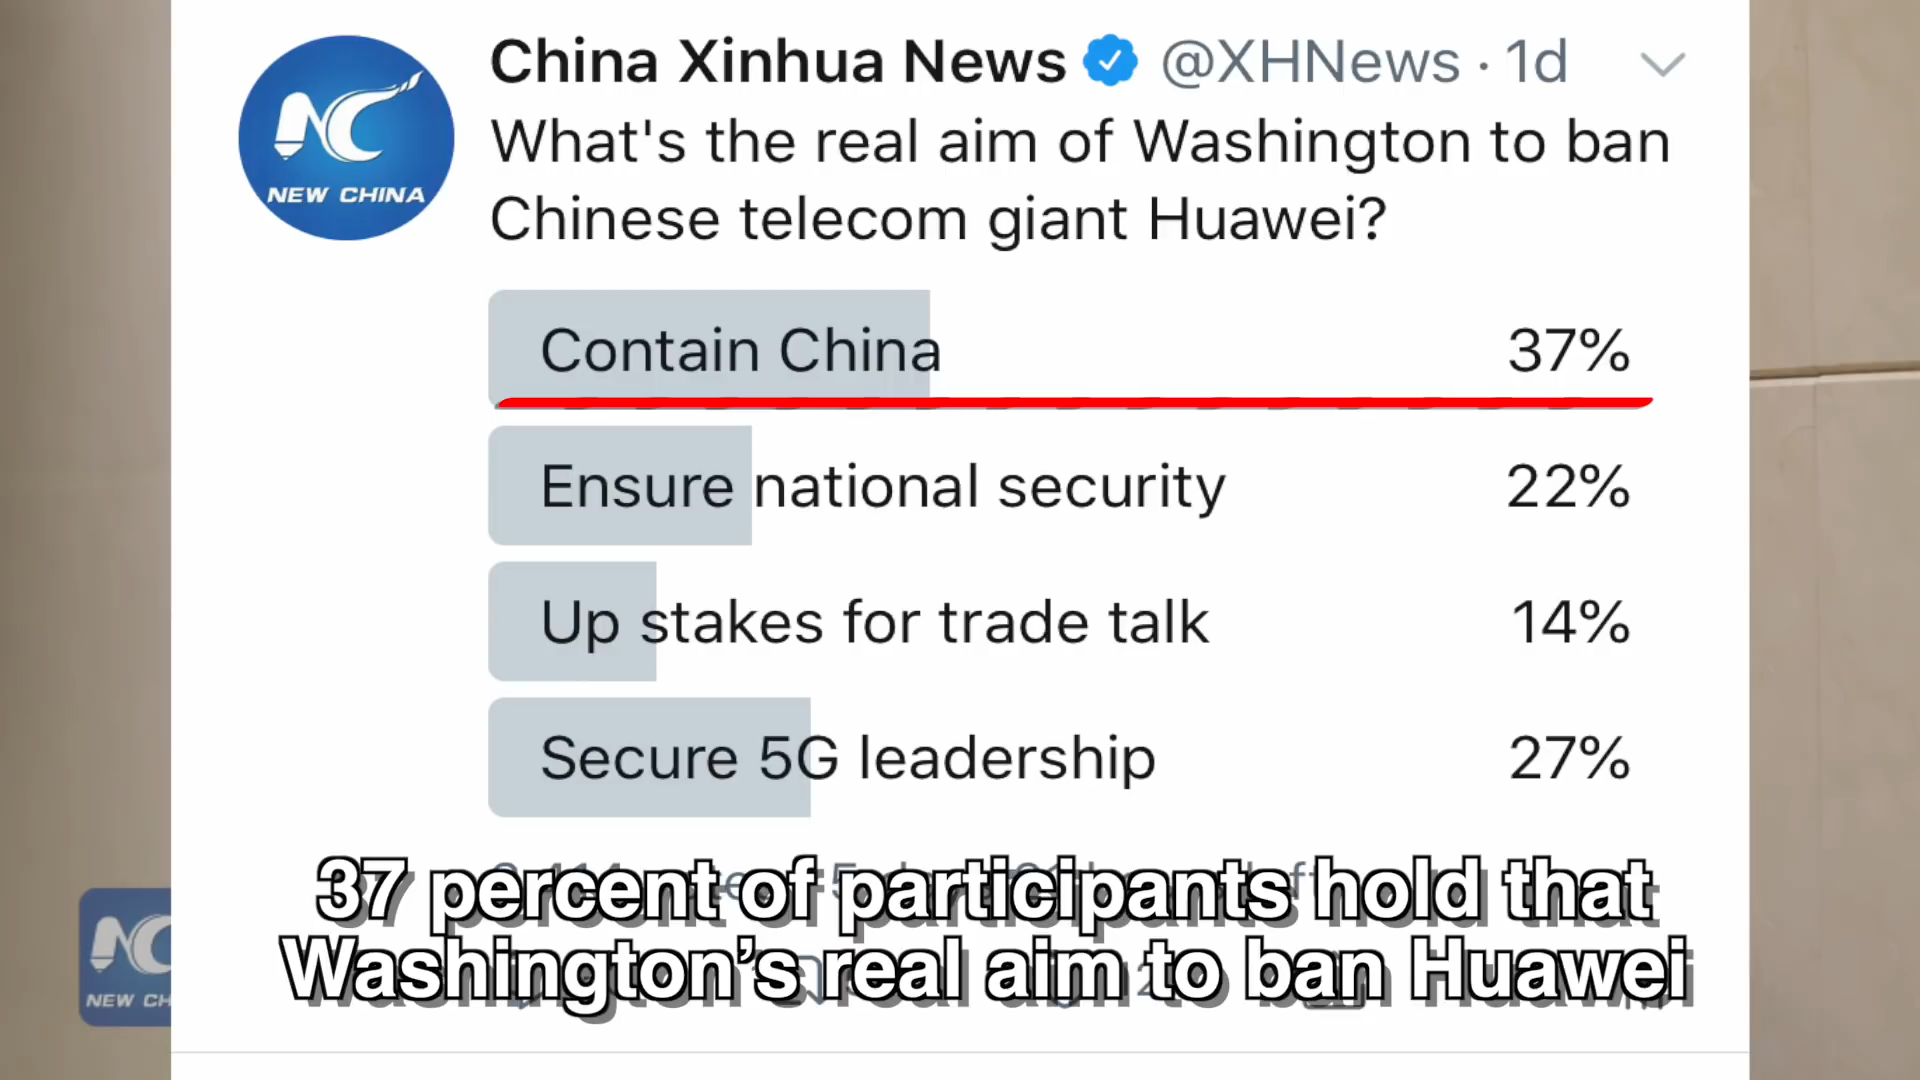 China Xinhua News @XHNews · 1d
What's the real aim of Washington to ban
Chinese telecom giant Huawei?
NEW CHINA
Contain China 37%
Ensure national security 22%
Up stakes for trade talk 14%
Secure 5G leadership 27%
37 percent of participants hold that
Washington’s real aim to ban Huawei
NEW CH